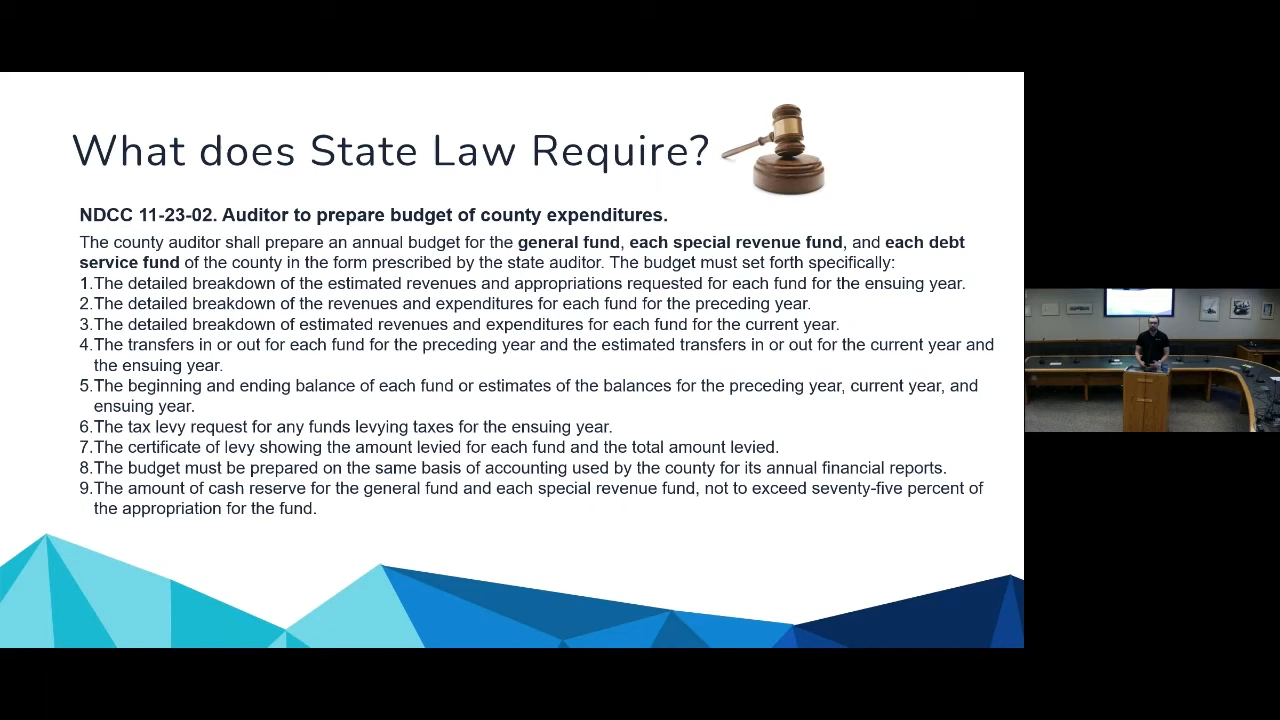 What does State Law Require?
NDCC 11-23-02. Auditor to prepare budget of county expenditures.
The county auditor shall prepare an annual budget for the general fund, each special revenue fund, and each debt
service fund of the county in the form prescribed by the state auditor. The budget must set forth specifically:
1.The detailed breakdown of the estimated revenues and appropriations requested for each fund for the ensuing year.
2.The detailed breakdown of the revenues and expenditures for each fund for the preceding year.
3.The detailed breakdown of estimated revenues and expenditures for each fund for the current year.
4.The transfers in or out for each fund for the preceding year and the estimated transfers in or out for the current year and
the ensuing year.
5.The beginning and ending balance of each fund or estimates of the balances for the preceding year, current year, and
ensuing year.
6.The tax levy request for any funds levying taxes for the ensuing year.
7.The certificate of levy showing the amount levied for each fund and the total amount levied.
8.The budget must be prepared on the same basis of accounting used by the county for its annual financial reports.
9.The amount of cash reserve for the general fund and each special revenue fund, not to exceed seventy-five percent of
the appropriation for the fund.